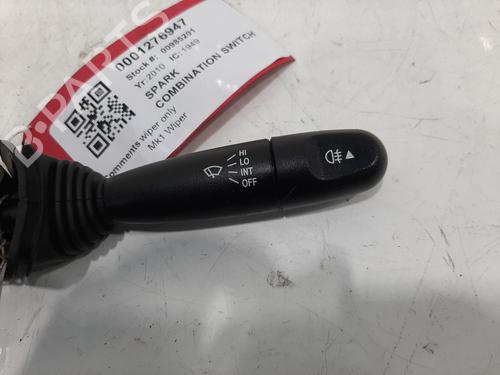 0001276947
Stock #: 00985291
Yr:2010 IC: 1949
SPARK
COMBINATION SWITCH
Comments wiper only
MK1 Wiper
HI
LO
INT
OFF
B-PARTS